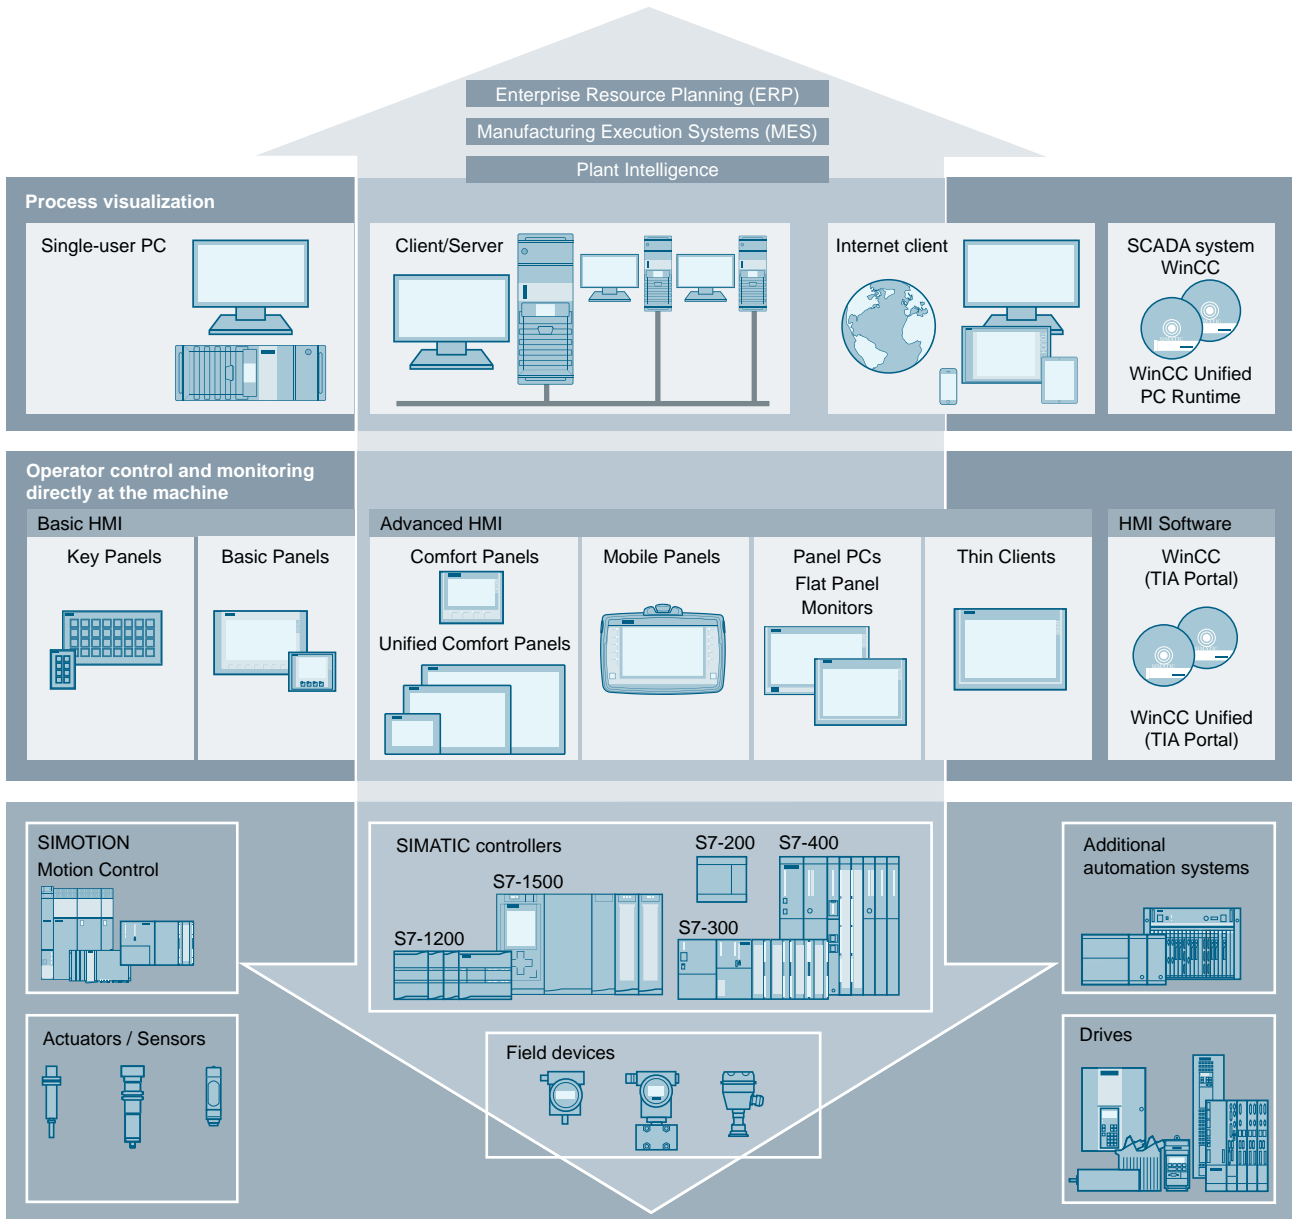 Enterprise Resource Planning (ERP)
Manufacturing Execution Systems (MES)
Plant Intelligence
Process visualization
Single-user PC
Client/Server
Internet client
SCADA system
WinCC
WinCC Unified
PC Runtime
Operator control and monitoring
directly at the machine
Basic HMI
Key Panels
Basic Panels
Advanced HMI
Comfort Panels
Unified Comfort Panels
Mobile Panels
Panel PCs
Flat Panel
Monitors
Thin Clients
HMI Software
WinCC
(TIA Portal)
WinCC Unified
(TIA Portal)
SIMOTION
Motion Control
SIMATIC controllers
S7-1200
S7-1500
S7-200
S7-300
S7-400
Additional
automation systems
Actuators / Sensors
Field devices
Drives